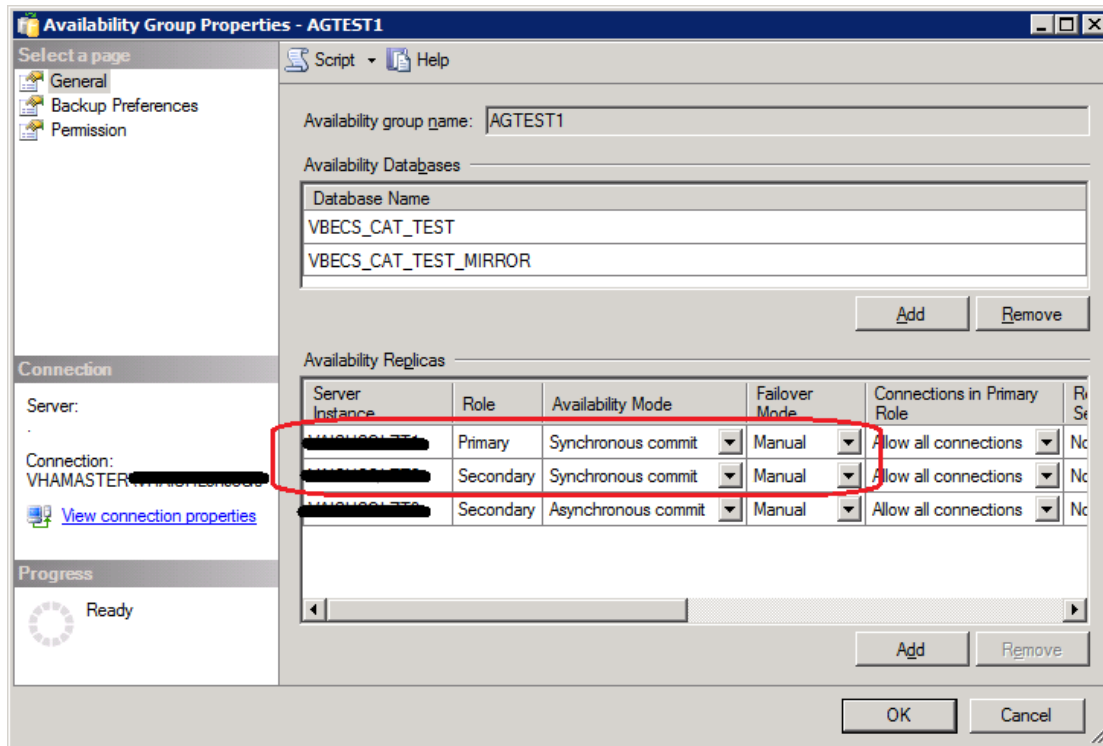 Availability Group Properties - AGTEST1
Select a page
General
Backup Preferences
Permission
Script
Help
Availability group name: AGTEST1
Availability Databases
Database Name
VBECS_CAT_TEST
VBECS_CAT_TEST_MIRROR
Add Remove
Availability Replicas
Server Instance Role Availability Mode Failover Mode Connections in Primary Role
Primary Synchronous commit Manual Allow all connections
Secondary Synchronous commit Manual Allow all connections
Secondary Asynchronous commit Manual Allow all connections
Add Remove
Connection
Server:
.
Connection:
VHAMASTER
View connection properties
Progress
Ready
OK Cancel